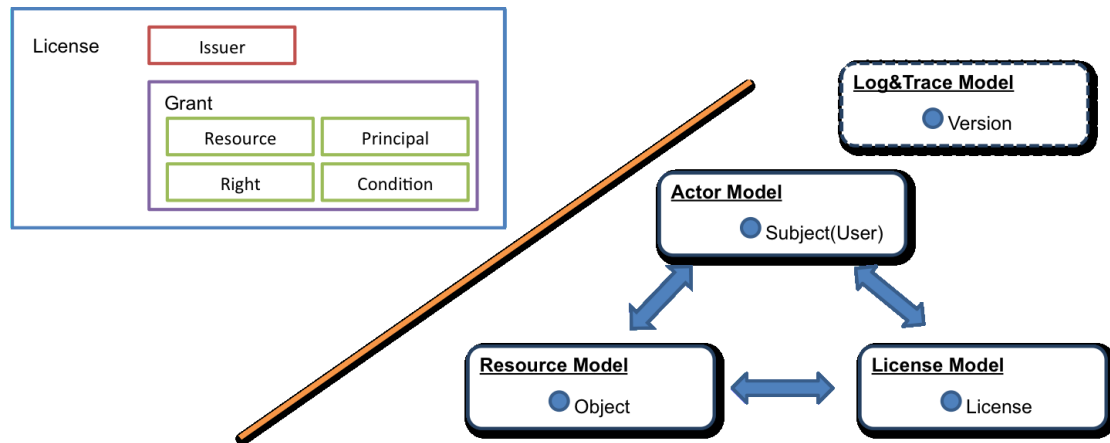 License
Issuer
Grant
Resource
Principal
Right
Condition
Log&Trace Model
Version
Actor Model
Subject(User)
Resource Model
Object
License Model
License